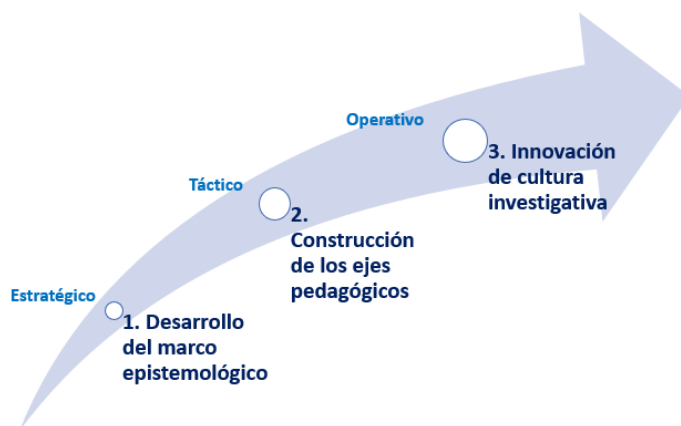 Operativo
3. Innovación
de cultura
investigativa
Táctico
2.
Construcción
de los ejes
pedagógicos
Estratégico
1. Desarrollo
del marco
epistemológico